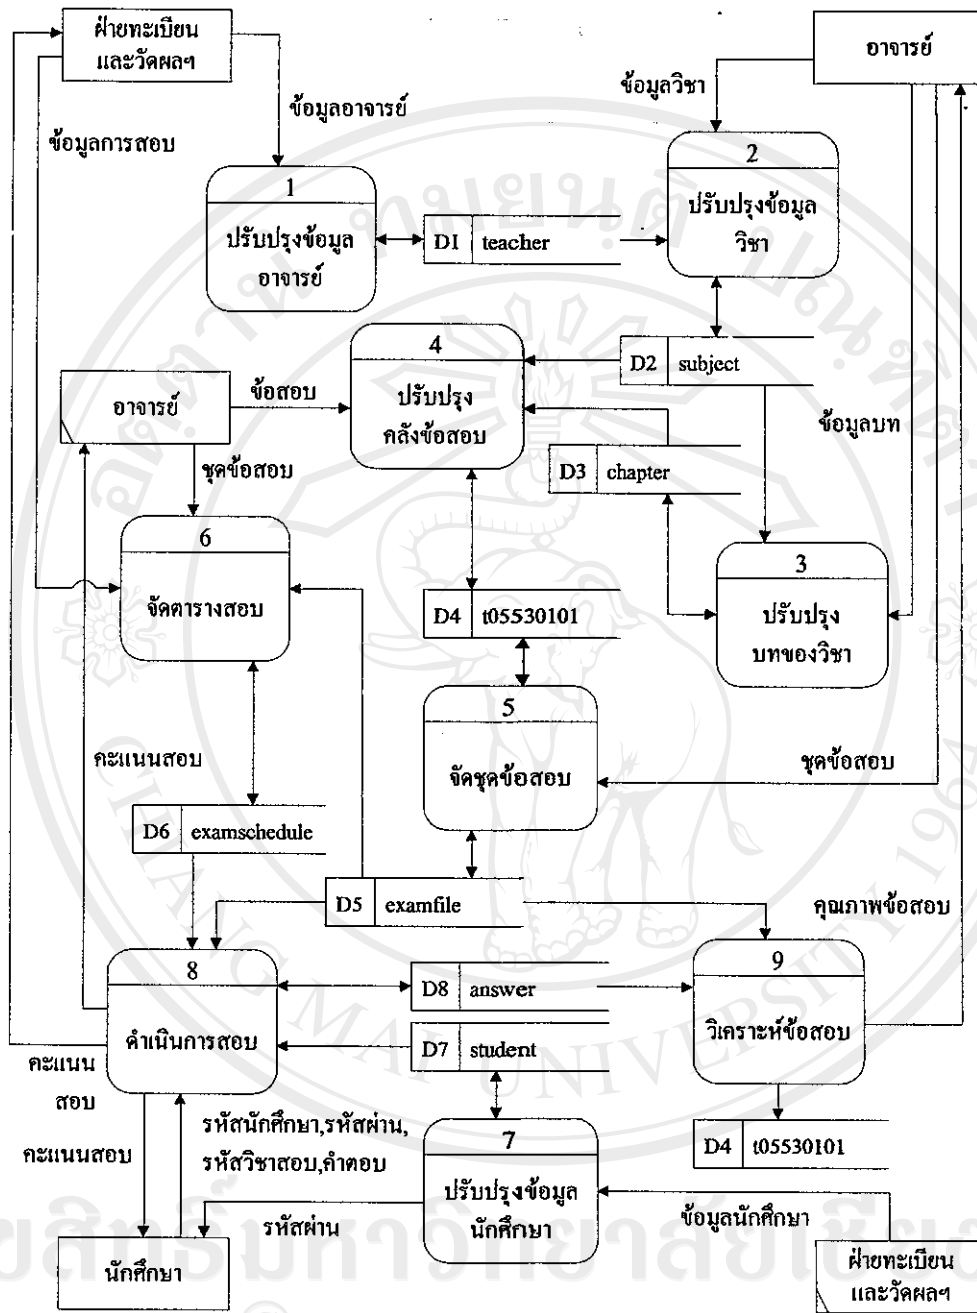 ฝ่ายทะเบียน
และวัดผลฯ
อาจารย์
ข้อมูลวิชา
ข้อมูลอาจารย์
ข้อมูลการสอบ
1
ปรับปรุงข้อมูล
อาจารย์
D1 teacher
2
ปรับปรุงข้อมูล
วิชา
4
ปรับปรุง
คลังข้อสอบ
D2 subject
อาจารย์
ข้อสอบ
ข้อมูลบท
ชุดข้อสอบ
D3 chapter
6
จัดตารางสอบ
3
ปรับปรุง
บทของวิชา
D4 t05530101
5
จัดชุดข้อสอบ
คะแนนสอบ
ชุดข้อสอบ
D6 examschedule
D5 examfile
คุณภาพข้อสอบ
8
ดำเนินการสอบ
D8 answer
D7 student
9
วิเคราะห์ข้อสอบ
คะแนน
สอบ
รหัสนักศึกษา,รหัสผ่าน,
รหัสวิชาสอบ,คำตอบ
คะแนนสอบ
7
ปรับปรุงข้อมูล
นักศึกษา
D4 t05530101
รหัสผ่าน
ข้อมูลนักศึกษา
นักศึกษา
ฝ่ายทะเบียน
และวัดผลฯ
CHIANG MAI UNIVERSITY 1964